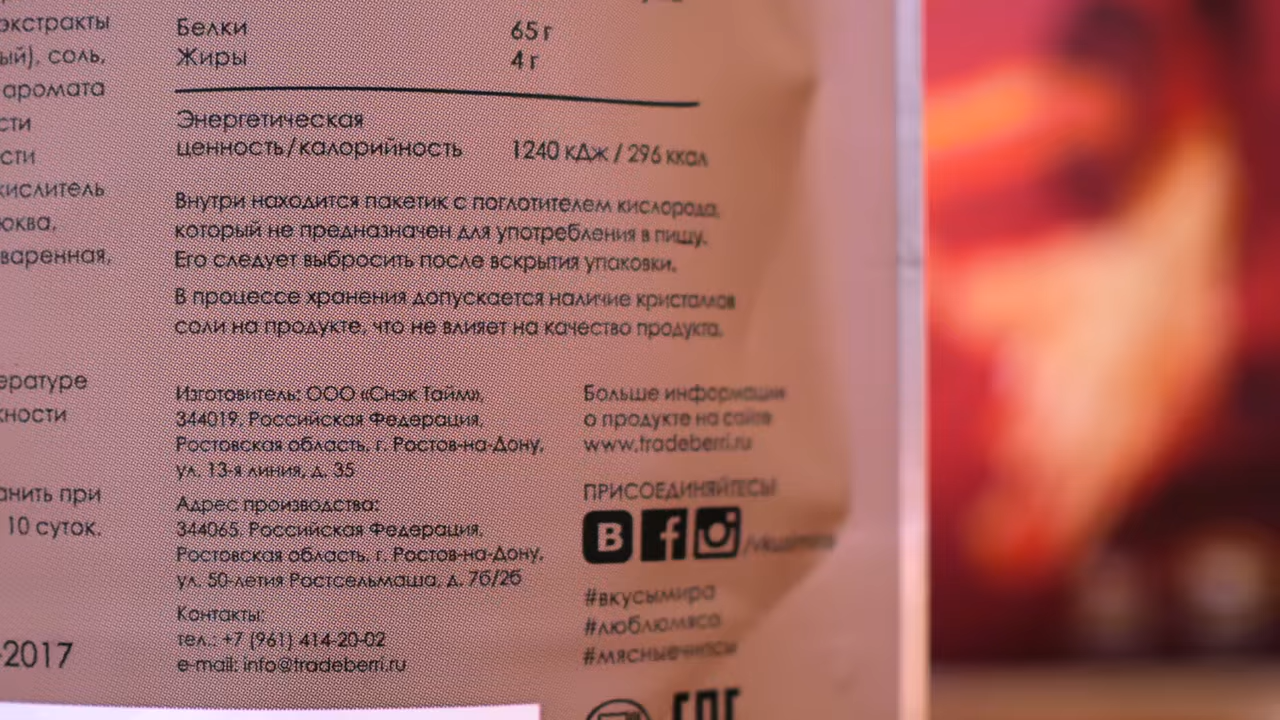 экстракты
ый), соль,
аромата
сти
сти
кислитель
юква,
варенная,
ературе
жности
анить при
10 суток.
-2017
Белки 65 г
Жиры 4 г
Энергетическая
ценность/калорийность 1240 кДж / 296 ккал
Внутри находится пакетик с поглотителем кислорода,
который не предназначен для употребления в пищу.
Его следует выбросить после вскрытия упаковки.
В процессе хранения допускается наличие кристаллов
соли на продукте, что не влияет на качество продукта.
Изготовитель: ООО «Снэк Тайм»,
344019, Российская Федерация,
Ростовская область, г. Ростов-на-Дону,
ул. 13-я линия, д. 35
Адрес производства:
344065, Российская Федерация,
Ростовская область, г. Ростов-на-Дону,
ул. 50-летия Ростсельмаша, д. 7б/2б
Контакты:
тел.: +7 (961) 414-20-02
e-mail: info@tradeberri.ru
Больше информации
о продукте на сайте
www.tradeberri.ru
ПРИСОЕДИНЯЙТЕСЬ!
#вкусымира
#люблюмясо
#мясныечипсы